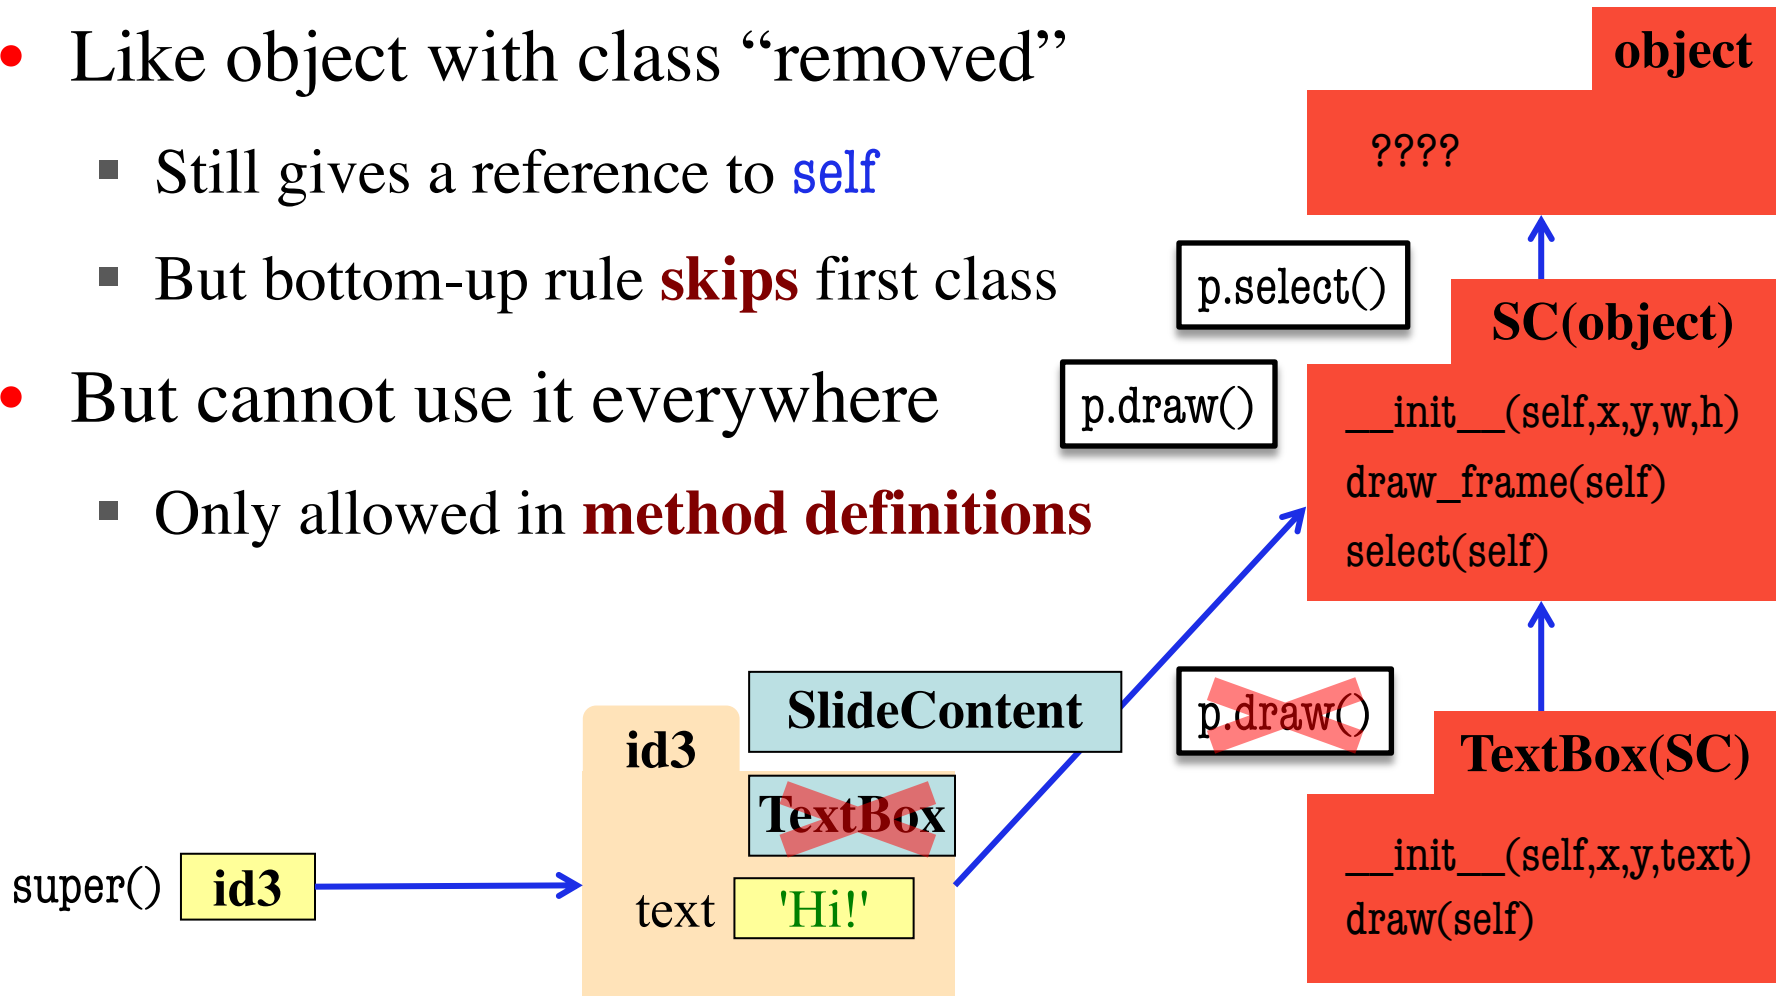 • Like object with class “removed”
▪ Still gives a reference to self
▪ But bottom-up rule skips first class
• But cannot use it everywhere
▪ Only allowed in method definitions
object
????
p.select()
SC(object)
p.draw()
__init__(self,x,y,w,h)
draw_frame(self)
select(self)
SlideContent
p.draw()
id3
TextBox
TextBox(SC)
super() id3
text 'Hi!'
__init__(self,x,y,text)
draw(self)